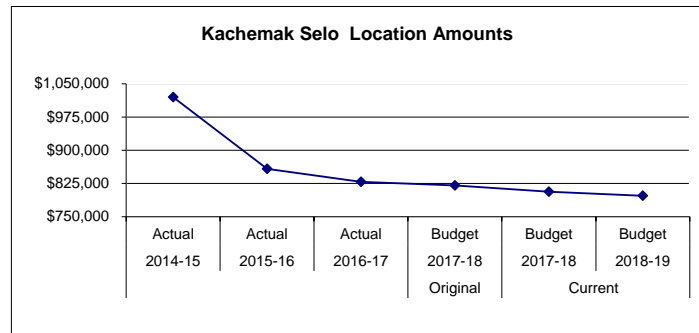 Kachemak Selo Location Amounts
$1,050,000
$975,000
$900,000
$825,000
$750,000
Actual Actual Actual Budget Budget Budget
2014-15 2015-16 2016-17 2017-18 2017-18 2018-19
Original Current